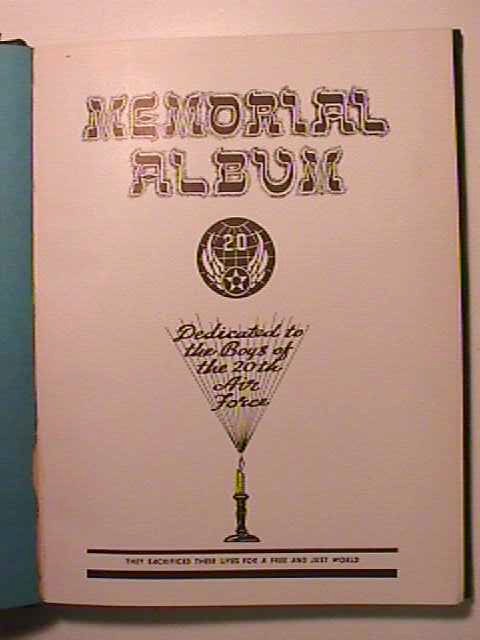 MEMORIAL
ALBUM
20
Dedicated to
the Boys of
the 20th
Air
Force
THEY SACRIFICED THEIR LIVES FOR A FREE AND JUST WORLD